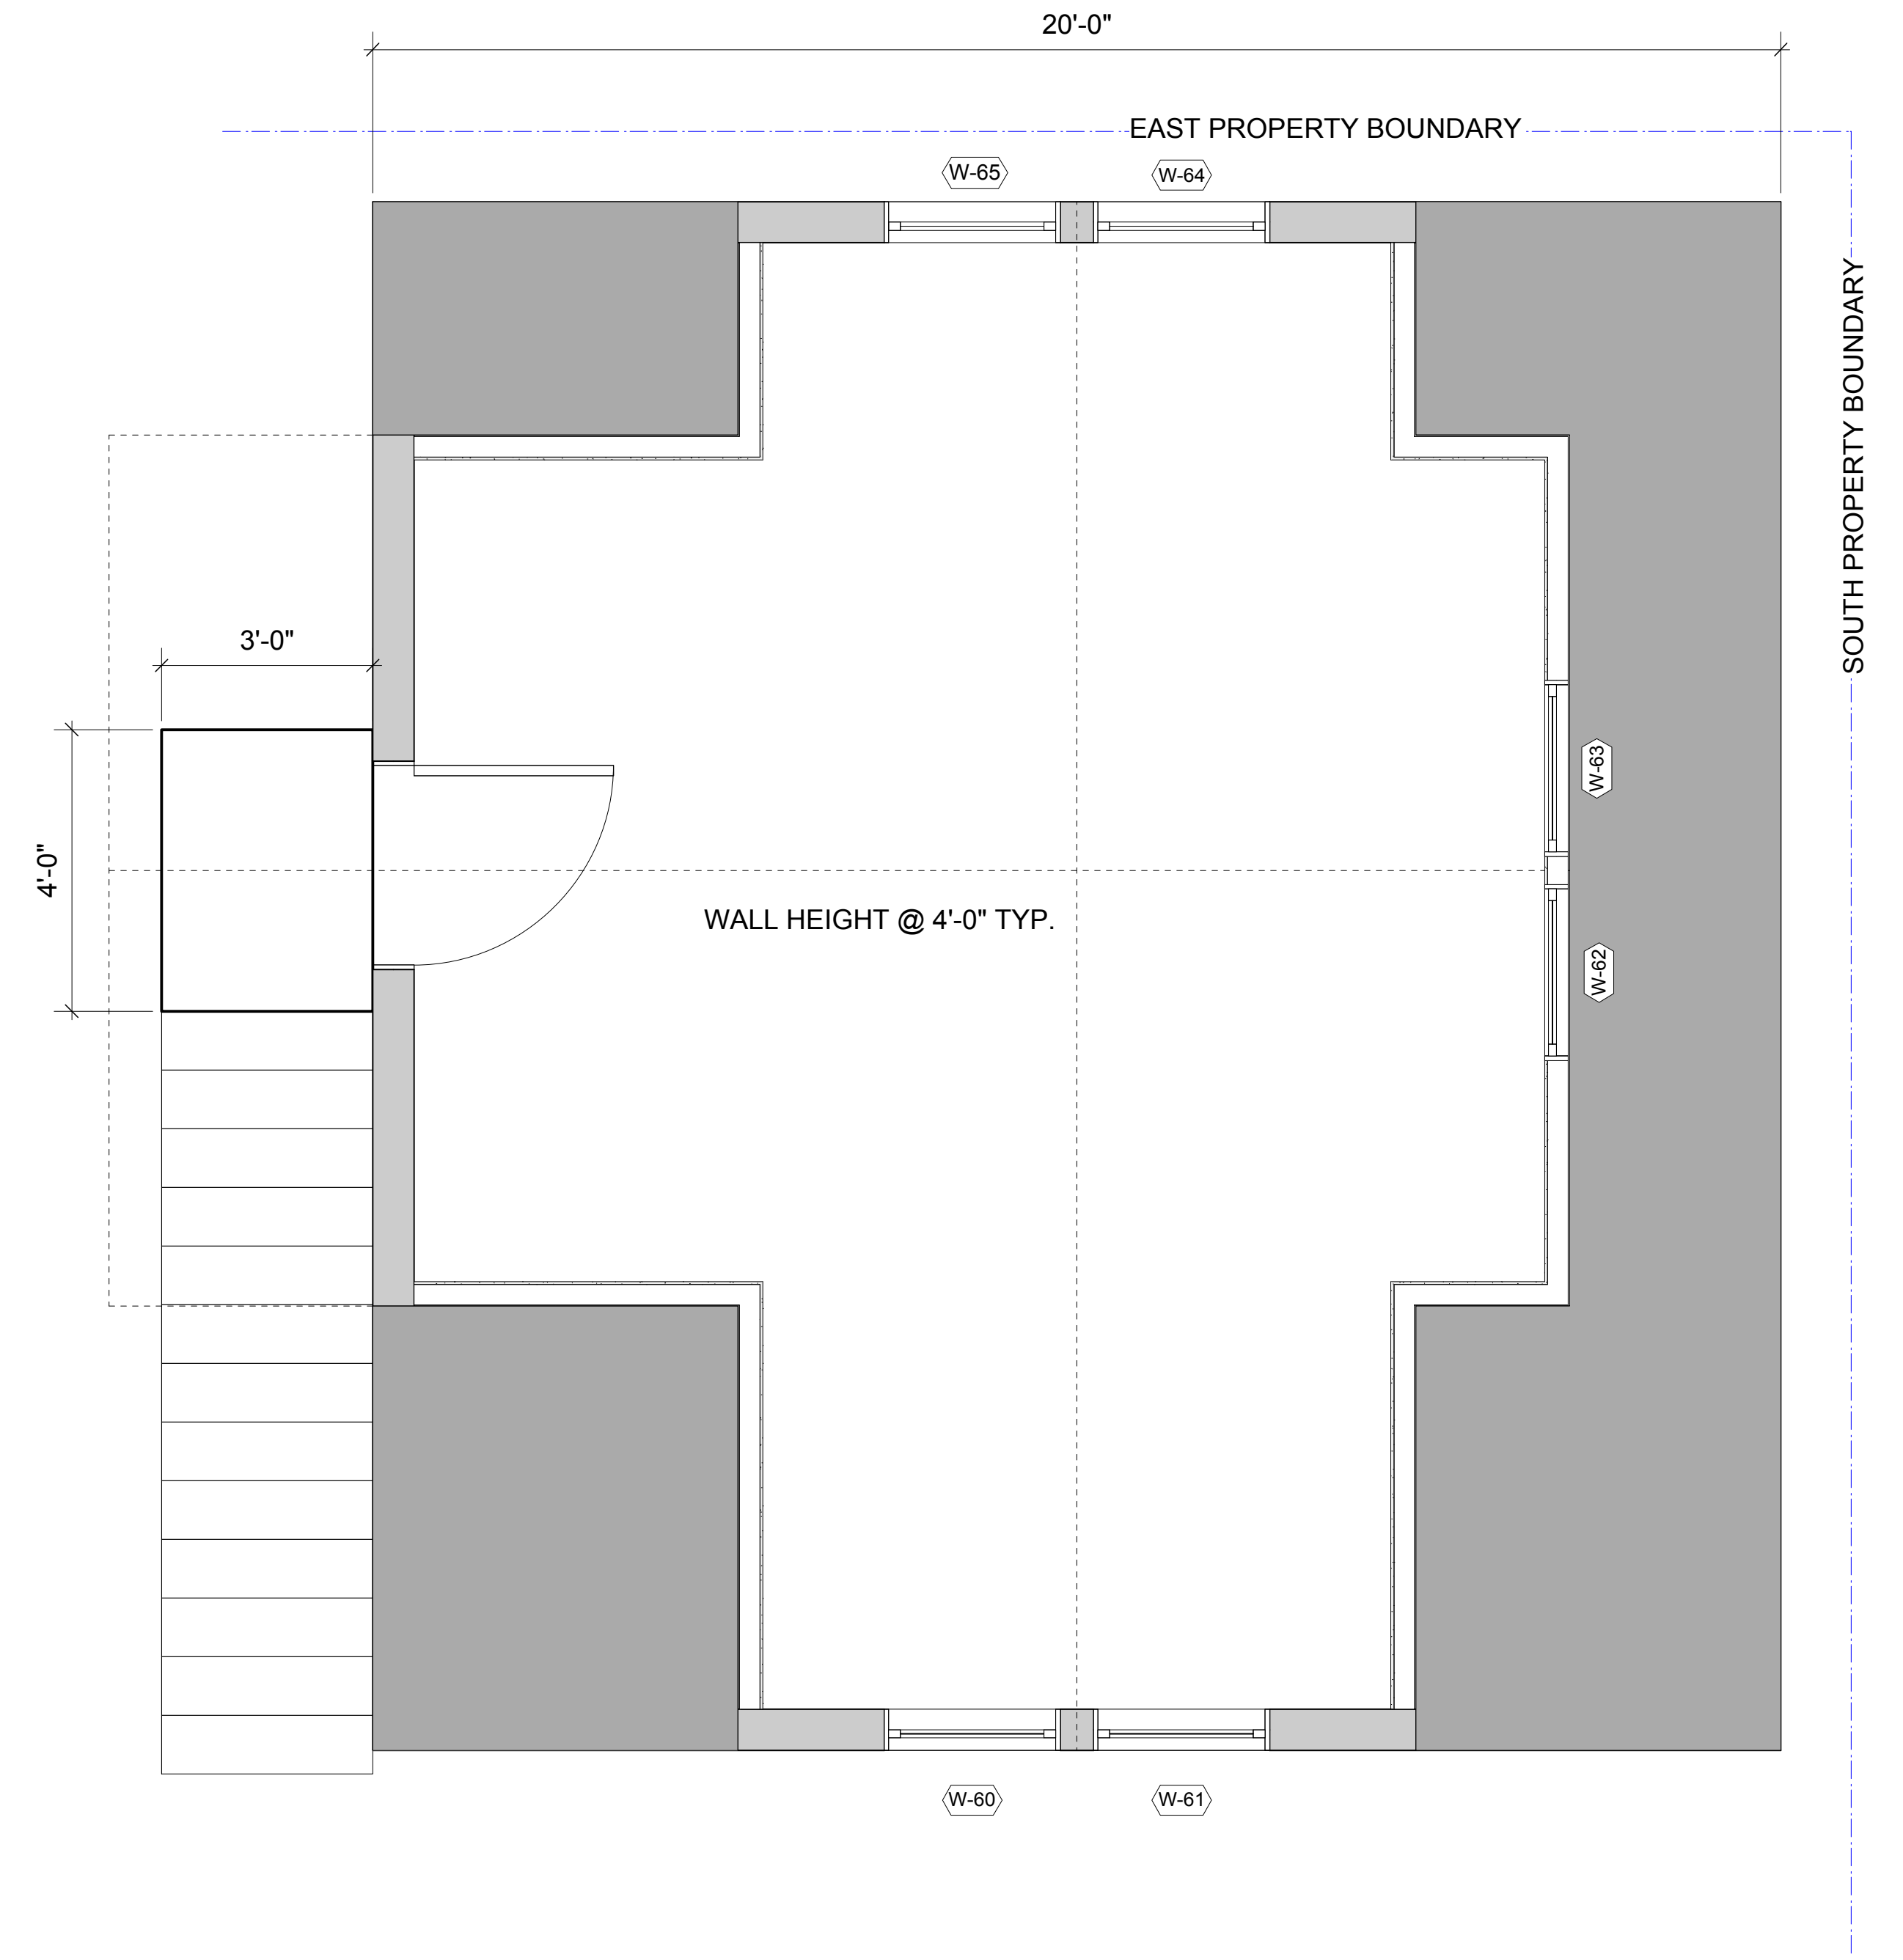 20'-0"
EAST PROPERTY BOUNDARY
W-65
W-64
SOUTH PROPERTY BOUNDARY
3'-0"
W-63
4'-0"
WALL HEIGHT @ 4'-0" TYP.
W-62
W-60
W-61